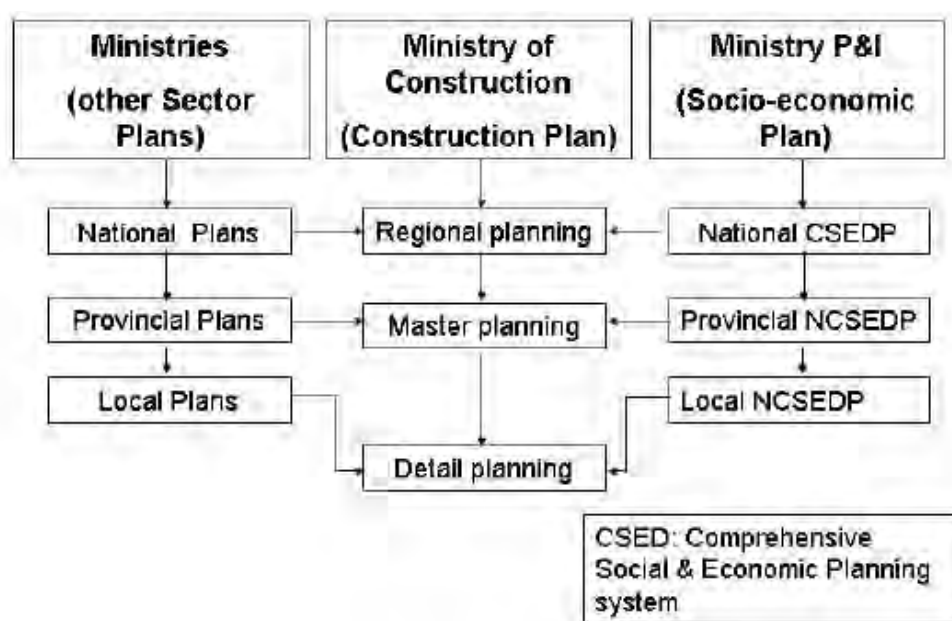 Ministries
(other Sector
Plans)
Ministry of
Construction
(Construction Plan)
Ministry P&I
(Socio-economic
Plan)
National Plans
Regional planning
National CSEDP
Provincial Plans
Master planning
Provincial NCSEDP
Local Plans
Local NCSEDP
Detail planning
CSED: Comprehensive
Social & Economic Planning
system